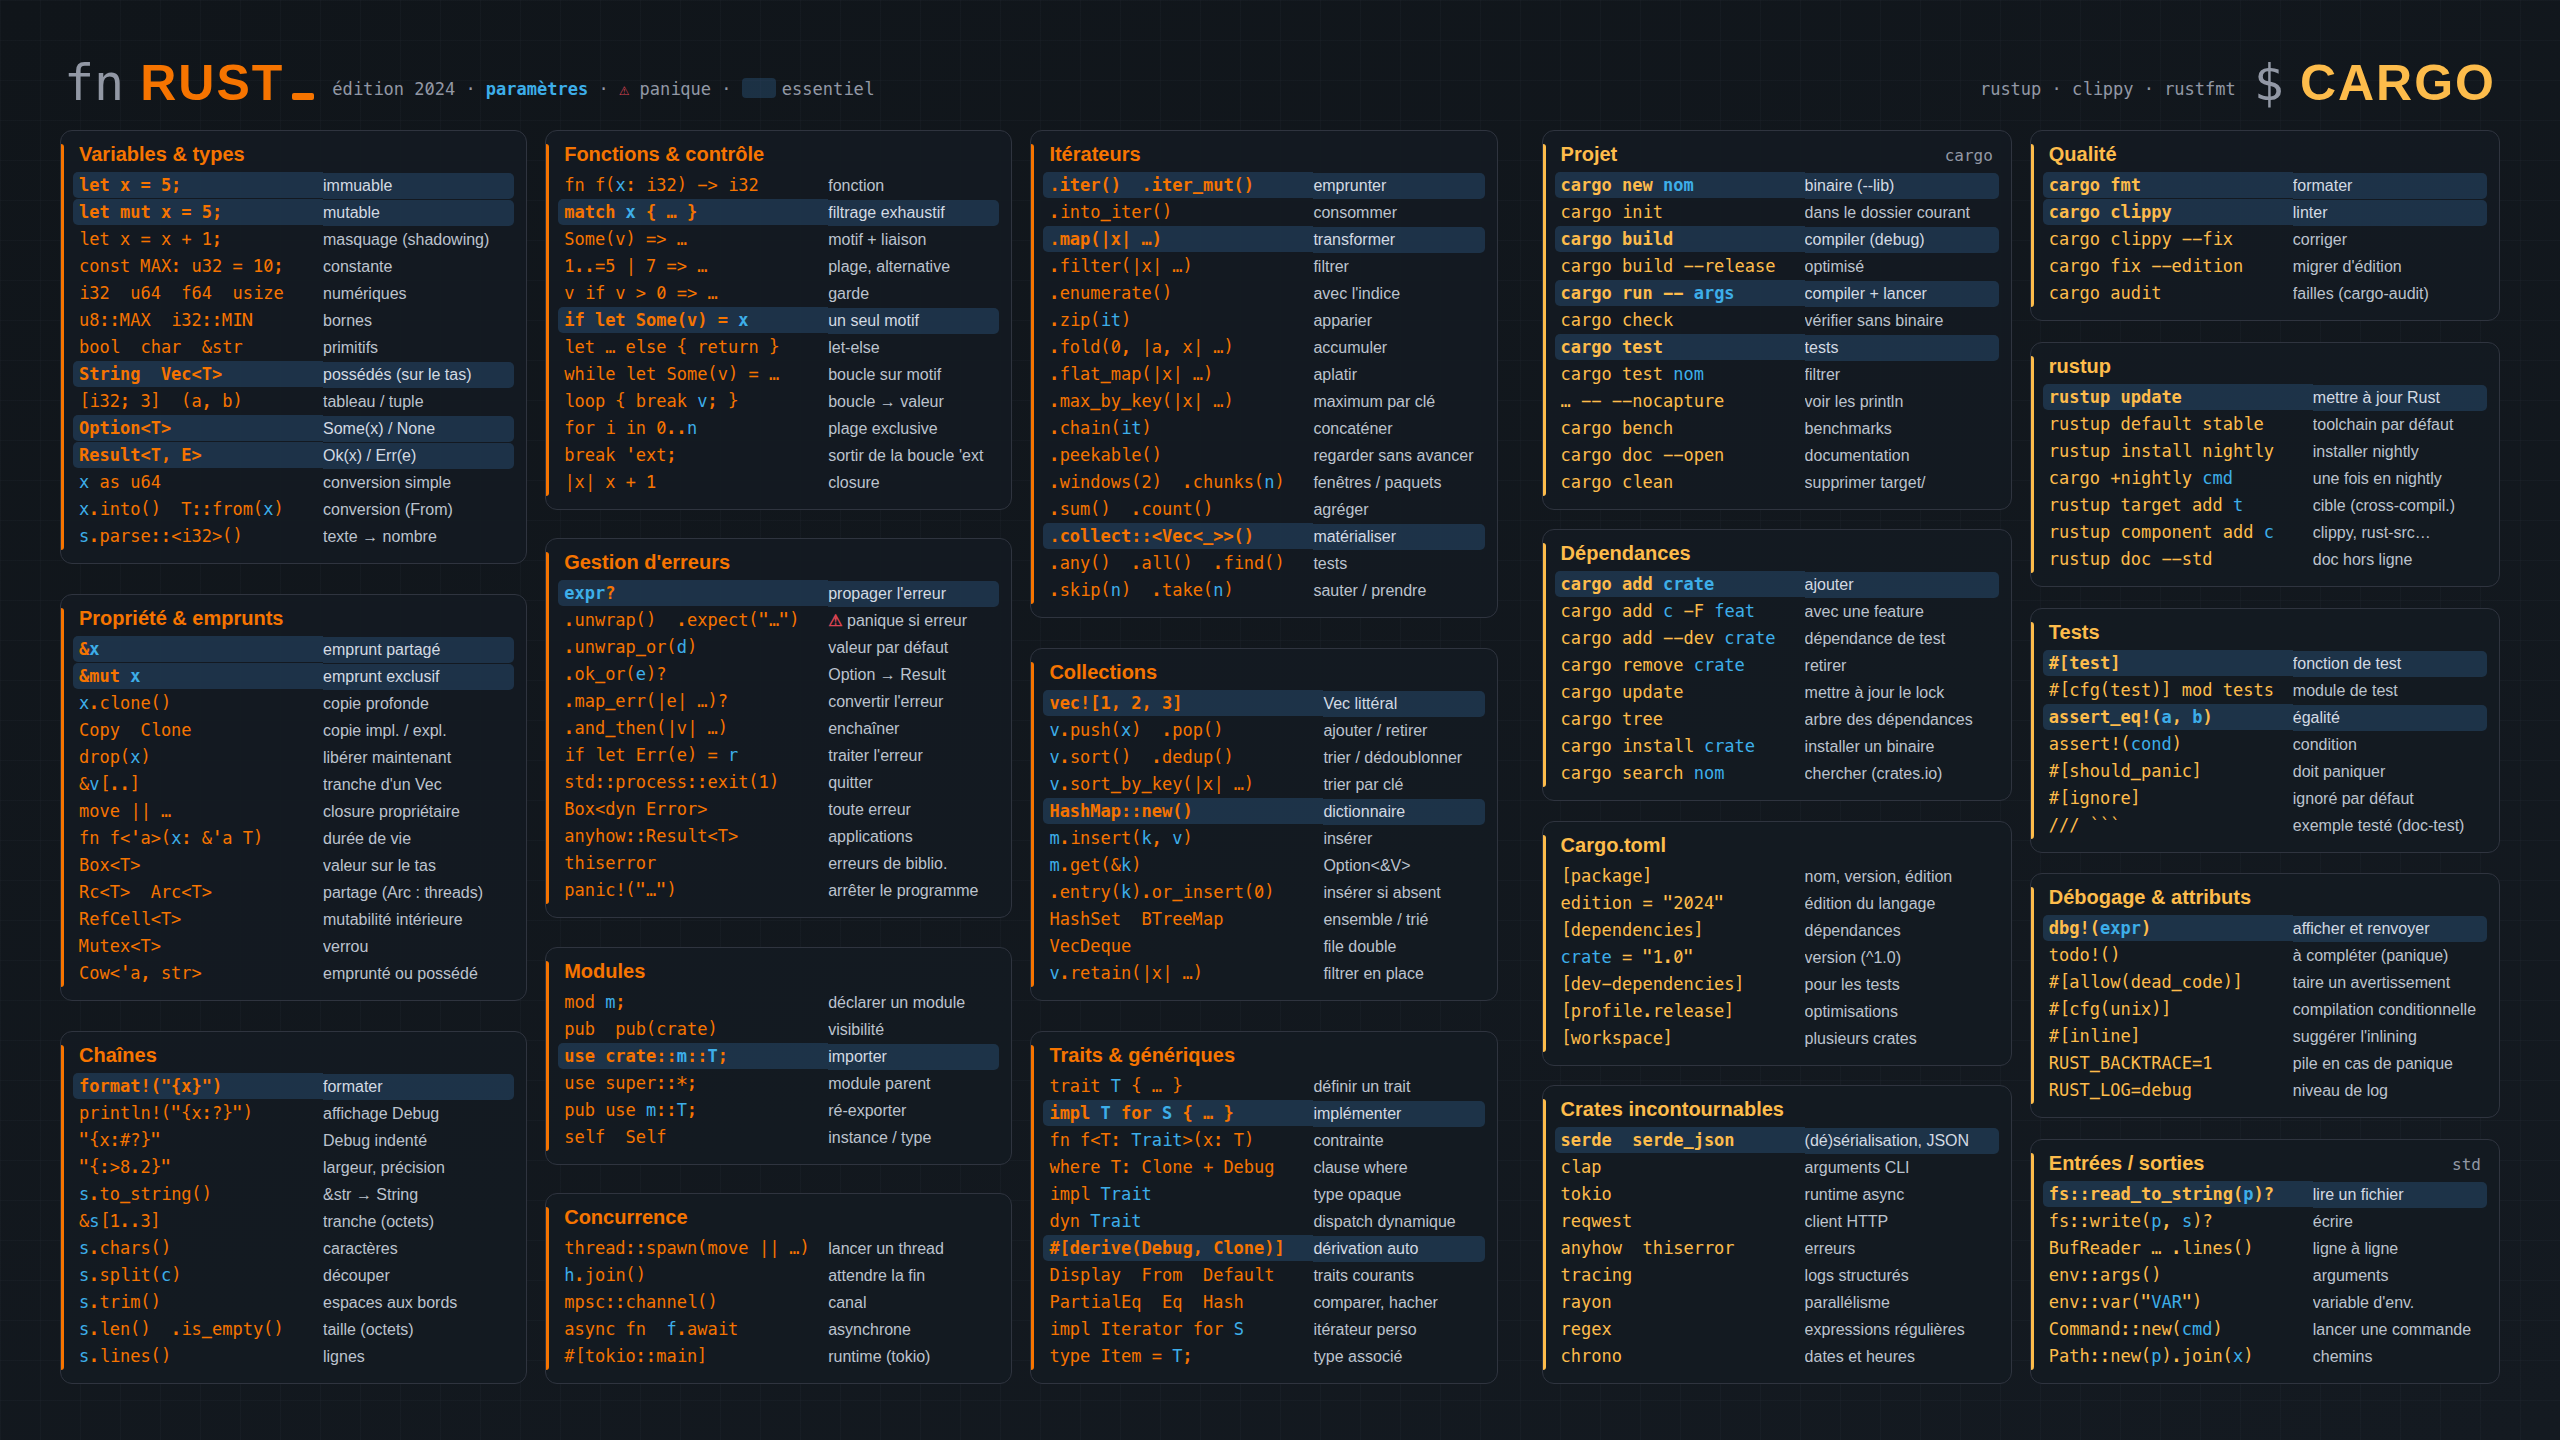 fn RUST_ édition 2024 · paramètres · ⚠ panique · essentiel
rustup · clippy · rustfmt $ CARGO
Variables & types
let x = 5; immuable
let mut x = 5; mutable
let x = x + 1; masquage (shadowing)
const MAX: u32 = 10; constante
i32 u64 f64 usize numériques
u8::MAX i32::MIN bornes
bool char &str primitifs
String Vec<T> possédés (sur le tas)
[i32; 3] (a, b) tableau / tuple
Option<T> Some(x) / None
Result<T, E> Ok(x) / Err(e)
x as u64 conversion simple
x.into() T::from(x) conversion (From)
s.parse::<i32>() texte → nombre
Propriété & emprunts
&x emprunt partagé
&mut x emprunt exclusif
x.clone() copie profonde
Copy Clone copie impl. / expl.
drop(x) libérer maintenant
&v[..] tranche d'un Vec
move || … closure propriétaire
fn f<'a>(x: &'a T) durée de vie
Box<T> valeur sur le tas
Rc<T> Arc<T> partage (Arc : threads)
RefCell<T> mutabilité intérieure
Mutex<T> verrou
Cow<'a, str> emprunté ou possédé
Chaînes
format!("{x}") formater
println!("{x:?}") affichage Debug
"{x:#?}" Debug indenté
"{:>8.2}" largeur, précision
s.to_string() &str → String
&s[1..3] tranche (octets)
s.chars() caractères
s.split(c) découper
s.trim() espaces aux bords
s.len() .is_empty() taille (octets)
s.lines() lignes
Fonctions & contrôle
fn f(x: i32) -> i32 fonction
match x { … } filtrage exhaustif
Some(v) => … motif + liaison
1..=5 | 7 => … plage, alternative
v if v > 0 => … garde
if let Some(v) = x un seul motif
let … else { return } let-else
while let Some(v) = … boucle sur motif
loop { break v; } boucle → valeur
for i in 0..n plage exclusive
break 'ext; sortir de la boucle 'ext
|x| x + 1 closure
Gestion d'erreurs
expr? propager l'erreur
.unwrap() .expect("…") ⚠ panique si erreur
.unwrap_or(d) valeur par défaut
.ok_or(e)? Option → Result
.map_err(|e| …)? convertir l'erreur
.and_then(|v| …) enchaîner
if let Err(e) = r traiter l'erreur
std::process::exit(1) quitter
Box<dyn Error> toute erreur
anyhow::Result<T> applications
thiserror erreurs de biblio.
panic!("…") arrêter le programme
Modules
mod m; déclarer un module
pub pub(crate) visibilité
use crate::m::T; importer
use super::*; module parent
pub use m::T; ré-exporter
self Self instance / type
Concurrence
thread::spawn(move || …) lancer un thread
h.join() attendre la fin
mpsc::channel() canal
async fn f.await asynchrone
#[tokio::main] runtime (tokio)
Itérateurs
.iter() .iter_mut() emprunter
.into_iter() consommer
.map(|x| …) transformer
.filter(|x| …) filtrer
.enumerate() avec l'indice
.zip(it) apparier
.fold(0, |a, x| …) accumuler
.flat_map(|x| …) aplatir
.max_by_key(|x| …) maximum par clé
.chain(it) concaténer
.peekable() regarder sans avancer
.windows(2) .chunks(n) fenêtres / paquets
.sum() .count() agréger
.collect::<Vec<_>>() matérialiser
.any() .all() .find() tests
.skip(n) .take(n) sauter / prendre
Collections
vec![1, 2, 3] Vec littéral
v.push(x) .pop() ajouter / retirer
v.sort() .dedup() trier / dédoublonner
v.sort_by_key(|x| …) trier par clé
HashMap::new() dictionnaire
m.insert(k, v) insérer
m.get(&k) Option<&V>
.entry(k).or_insert(0) insérer si absent
HashSet BTreeMap ensemble / trié
VecDeque file double
v.retain(|x| …) filtrer en place
Traits & génériques
trait T { … } définir un trait
impl T for S { … } implémenter
fn f<T: Trait>(x: T) contrainte
where T: Clone + Debug clause where
impl Trait type opaque
dyn Trait dispatch dynamique
#[derive(Debug, Clone)] dérivation auto
Display From Default traits courants
PartialEq Eq Hash comparer, hacher
impl Iterator for S itérateur perso
type Item = T; type associé
Projet cargo
cargo new nom binaire (--lib)
cargo init dans le dossier courant
cargo build compiler (debug)
cargo build --release optimisé
cargo run -- args compiler + lancer
cargo check vérifier sans binaire
cargo test tests
cargo test nom filtrer
… -- --nocapture voir les println
cargo bench benchmarks
cargo doc --open documentation
cargo clean supprimer target/
Dépendances
cargo add crate ajouter
cargo add c -F feat avec une feature
cargo add --dev crate dépendance de test
cargo remove crate retirer
cargo update mettre à jour le lock
cargo tree arbre des dépendances
cargo install crate installer un binaire
cargo search nom chercher (crates.io)
Cargo.toml
[package] nom, version, édition
edition = "2024" édition du langage
[dependencies] dépendances
crate = "1.0" version (^1.0)
[dev-dependencies] pour les tests
[profile.release] optimisations
[workspace] plusieurs crates
Crates incontournables
serde serde_json (dé)sérialisation, JSON
clap arguments CLI
tokio runtime async
reqwest client HTTP
anyhow thiserror erreurs
tracing logs structurés
rayon parallélisme
regex expressions régulières
chrono dates et heures
Qualité
cargo fmt formater
cargo clippy linter
cargo clippy --fix corriger
cargo fix --edition migrer d'édition
cargo audit failles (cargo-audit)
rustup
rustup update mettre à jour Rust
rustup default stable toolchain par défaut
rustup install nightly installer nightly
cargo +nightly cmd une fois en nightly
rustup target add t cible (cross-compil.)
rustup component add c clippy, rust-src…
rustup doc --std doc hors ligne
Tests
#[test] fonction de test
#[cfg(test)] mod tests module de test
assert_eq!(a, b) égalité
assert!(cond) condition
#[should_panic] doit paniquer
#[ignore] ignoré par défaut
/// ``` exemple testé (doc-test)
Débogage & attributs
dbg!(expr) afficher et renvoyer
todo!() à compléter (panique)
#[allow(dead_code)] taire un avertissement
#[cfg(unix)] compilation conditionnelle
#[inline] suggérer l'inlining
RUST_BACKTRACE=1 pile en cas de panique
RUST_LOG=debug niveau de log
Entrées / sorties std
fs::read_to_string(p)? lire un fichier
fs::write(p, s)? écrire
BufReader … .lines() ligne à ligne
env::args() arguments
env::var("VAR") variable d'env.
Command::new(cmd) lancer une commande
Path::new(p).join(x) chemins